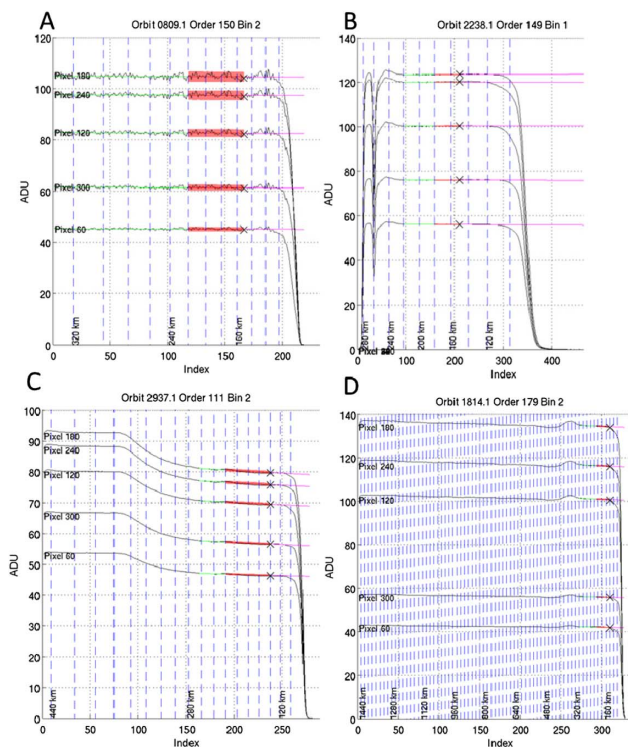 A
Orbit 0809.1 Order 150 Bin 2
120
100
80
60
40
20
0
ADU
Pixel 180
Pixel 240
Pixel 120
Pixel 300
Pixel 60
320 km
240 km
160 km
0
50
100
150
200
Index
B
Orbit 2238.1 Order 149 Bin 1
140
120
100
80
60
40
20
0
ADU
280 km
240 km
200 km
160 km
120 km
0
100
200
300
400
Index
C
Orbit 2937.1 Order 111 Bin 2
100
90
80
70
60
50
40
30
20
10
0
ADU
Pixel 180
Pixel 240
Pixel 120
Pixel 300
Pixel 60
440 km
280 km
120 km
0
50
100
150
200
250
Index
D
Orbit 1814.1 Order 179 Bin 2
140
120
100
80
60
40
20
0
ADU
Pixel 180
Pixel 240
Pixel 120
Pixel 300
Pixel 60
1440 km
1280 km
1120 km
960 km
800 km
640 km
480 km
320 km
160 km
0
50
100
150
200
250
300
Index